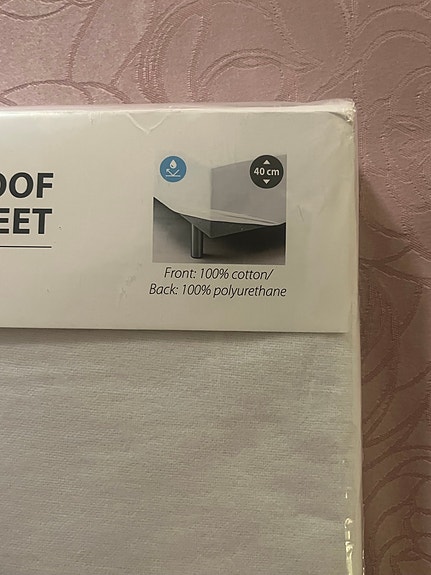 OOF
EET
40 cm
Front: 100% cotton/
Back: 100% polyurethane